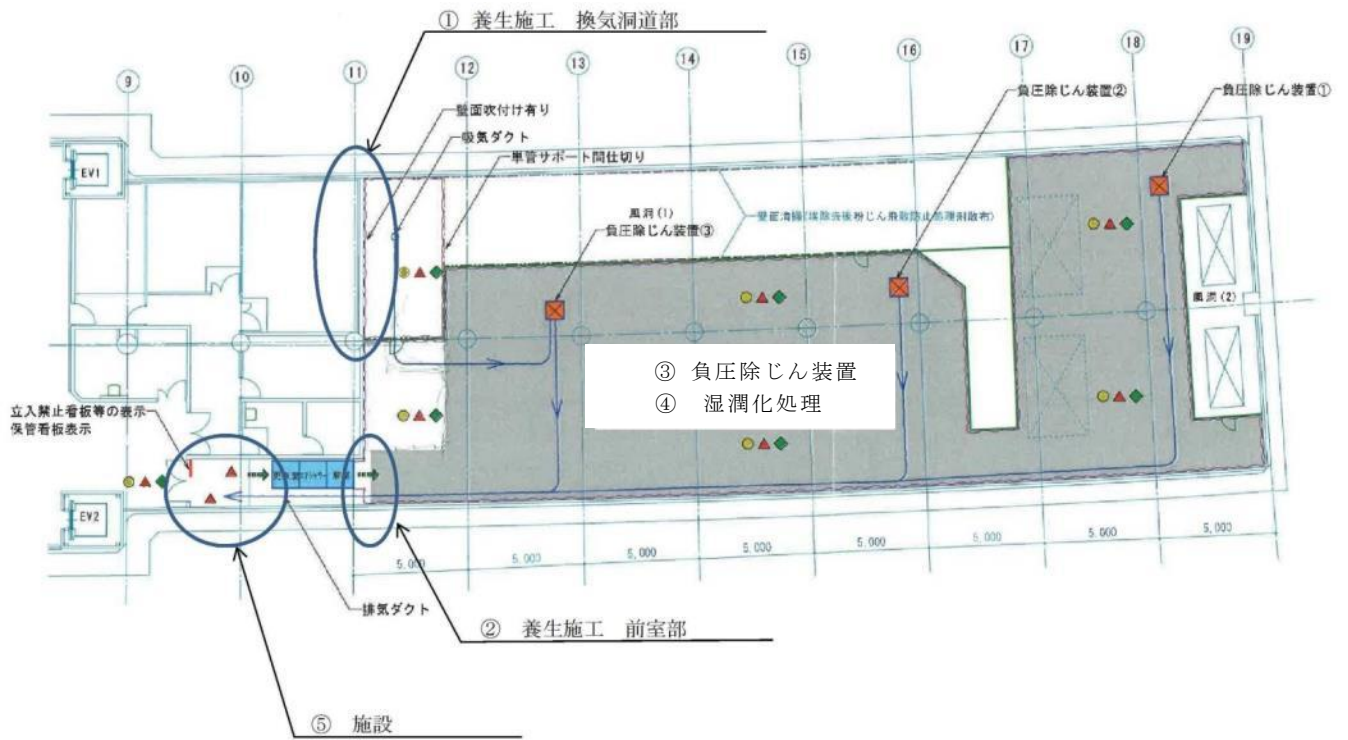 ① 養生施工 換気洞道部
9
10
11
12
13
14
15
16
17
18
19
負圧除じん装置②
負圧除じん装置①
壁面吹付け有り
吸気ダクト
単管サポート間仕切り
EV1
風洞(1)
負圧除じん装置③
風洞(2)
③ 負圧除じん装置
④ 湿潤化処理
立入禁止看板等の表示
保管看板表示
EV2
5,000
5,000
5,000
5,000
5,000
5,000
5,000
5,000
排気ダクト
② 養生施工 前室部
⑤ 施設